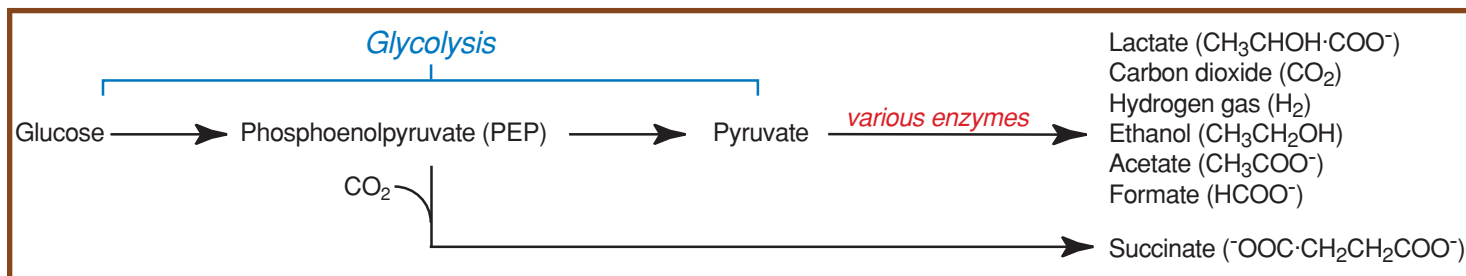 Glycolysis
Glucose
Phosphoenolpyruvate (PEP)
Pyruvate
various enzymes
Lactate (CH₃CHOH·COO⁻)
Carbon dioxide (CO₂)
Hydrogen gas (H₂)
Ethanol (CH₃CH₂OH)
Acetate (CH₃COO⁻)
Formate (HCOO⁻)
CO₂
Succinate (⁻OOC·CH₂CH₂COO⁻)